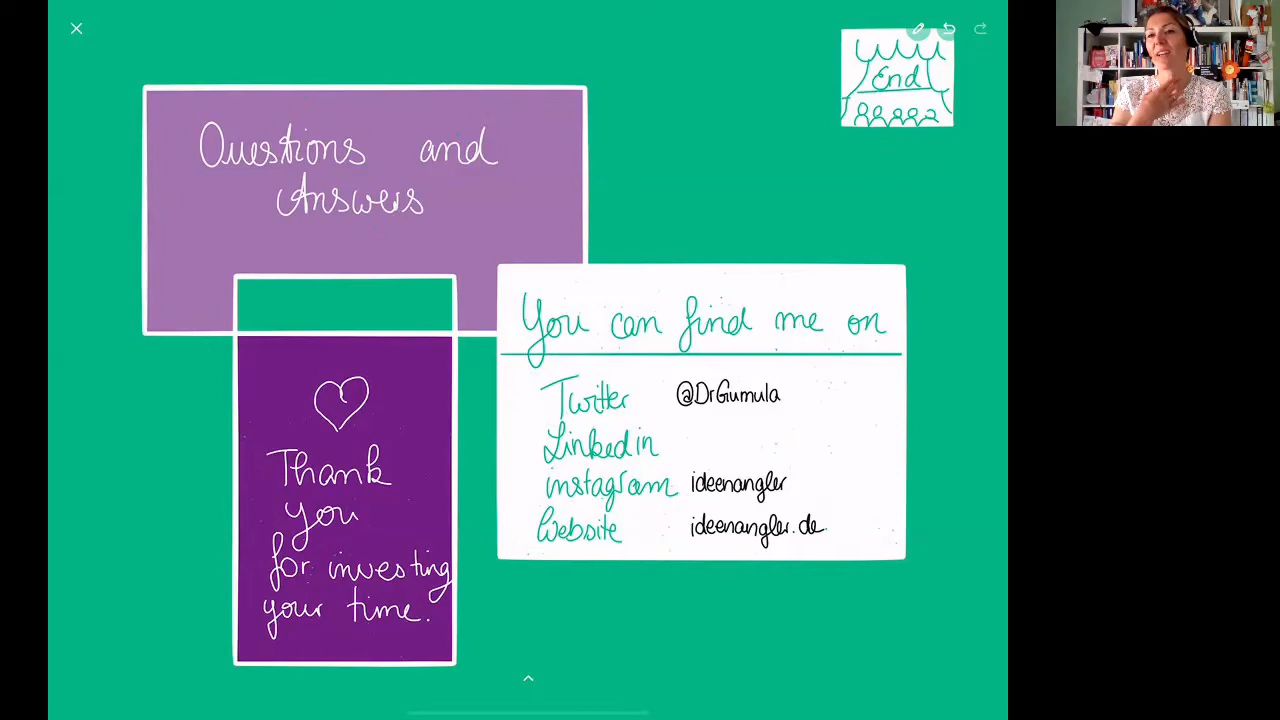 End
Questions and
Answers
You can find me on
Twitter @DrGumula
Linkedin
instagram ideenangler
Website ideenangler.de
Thank
you
for investing
your time.